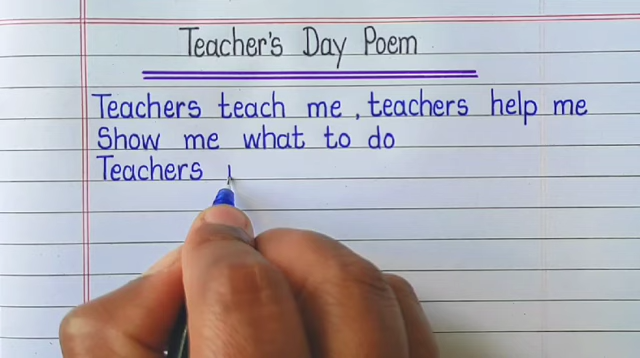 Teacher's Day Poem
Teachers teach me, teachers help me
Show me what to do
Teachers